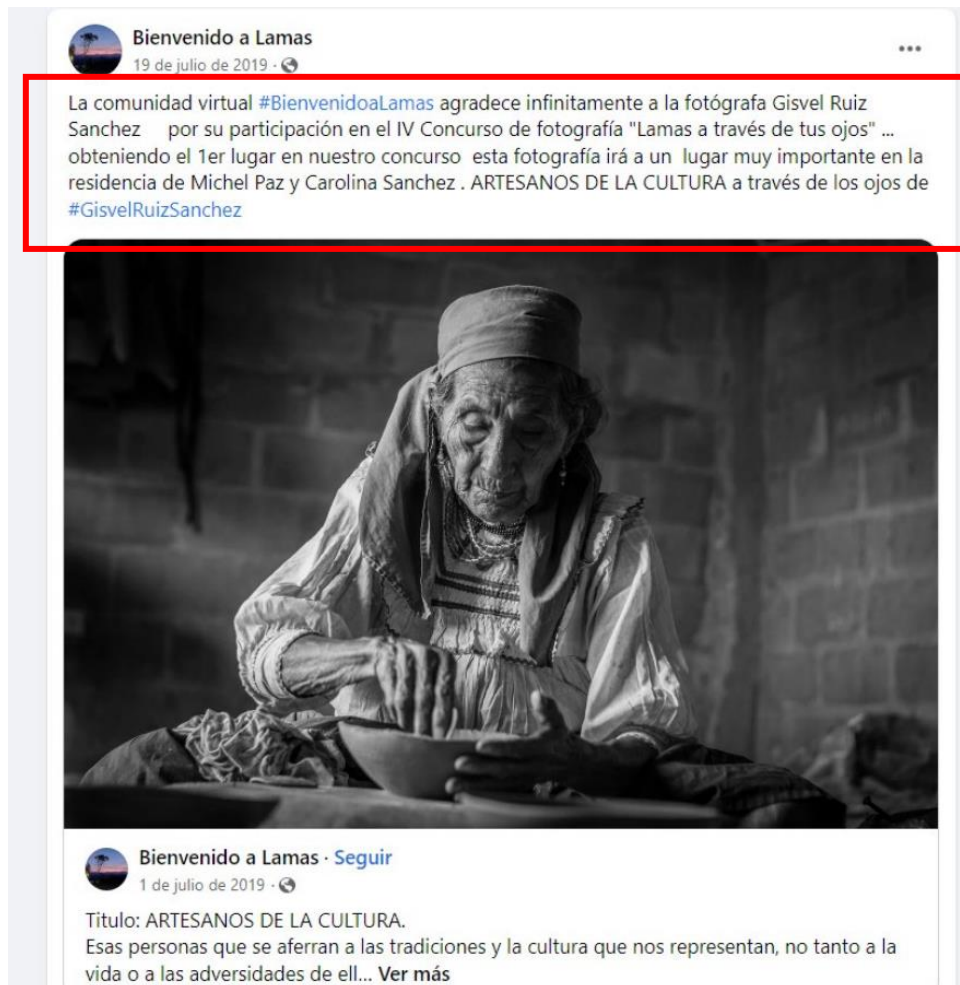 Bienvenido a Lamas
19 de julio de 2019 ·
La comunidad virtual #BienvenidoaLamas agradece infinitamente a la fotógrafa Gisvel Ruiz
Sanchez por su participación en el IV Concurso de fotografía "Lamas a través de tus ojos" ...
obteniendo el 1er lugar en nuestro concurso esta fotografía irá a un lugar muy importante en la
residencia de Michel Paz y Carolina Sanchez . ARTESANOS DE LA CULTURA a través de los ojos de
#GisvelRuizSanchez
Bienvenido a Lamas · Seguir
1 de julio de 2019 ·
Titulo: ARTESANOS DE LA CULTURA.
Esas personas que se aferran a las tradiciones y la cultura que nos representan, no tanto a la
vida o a las adversidades de ell... Ver más